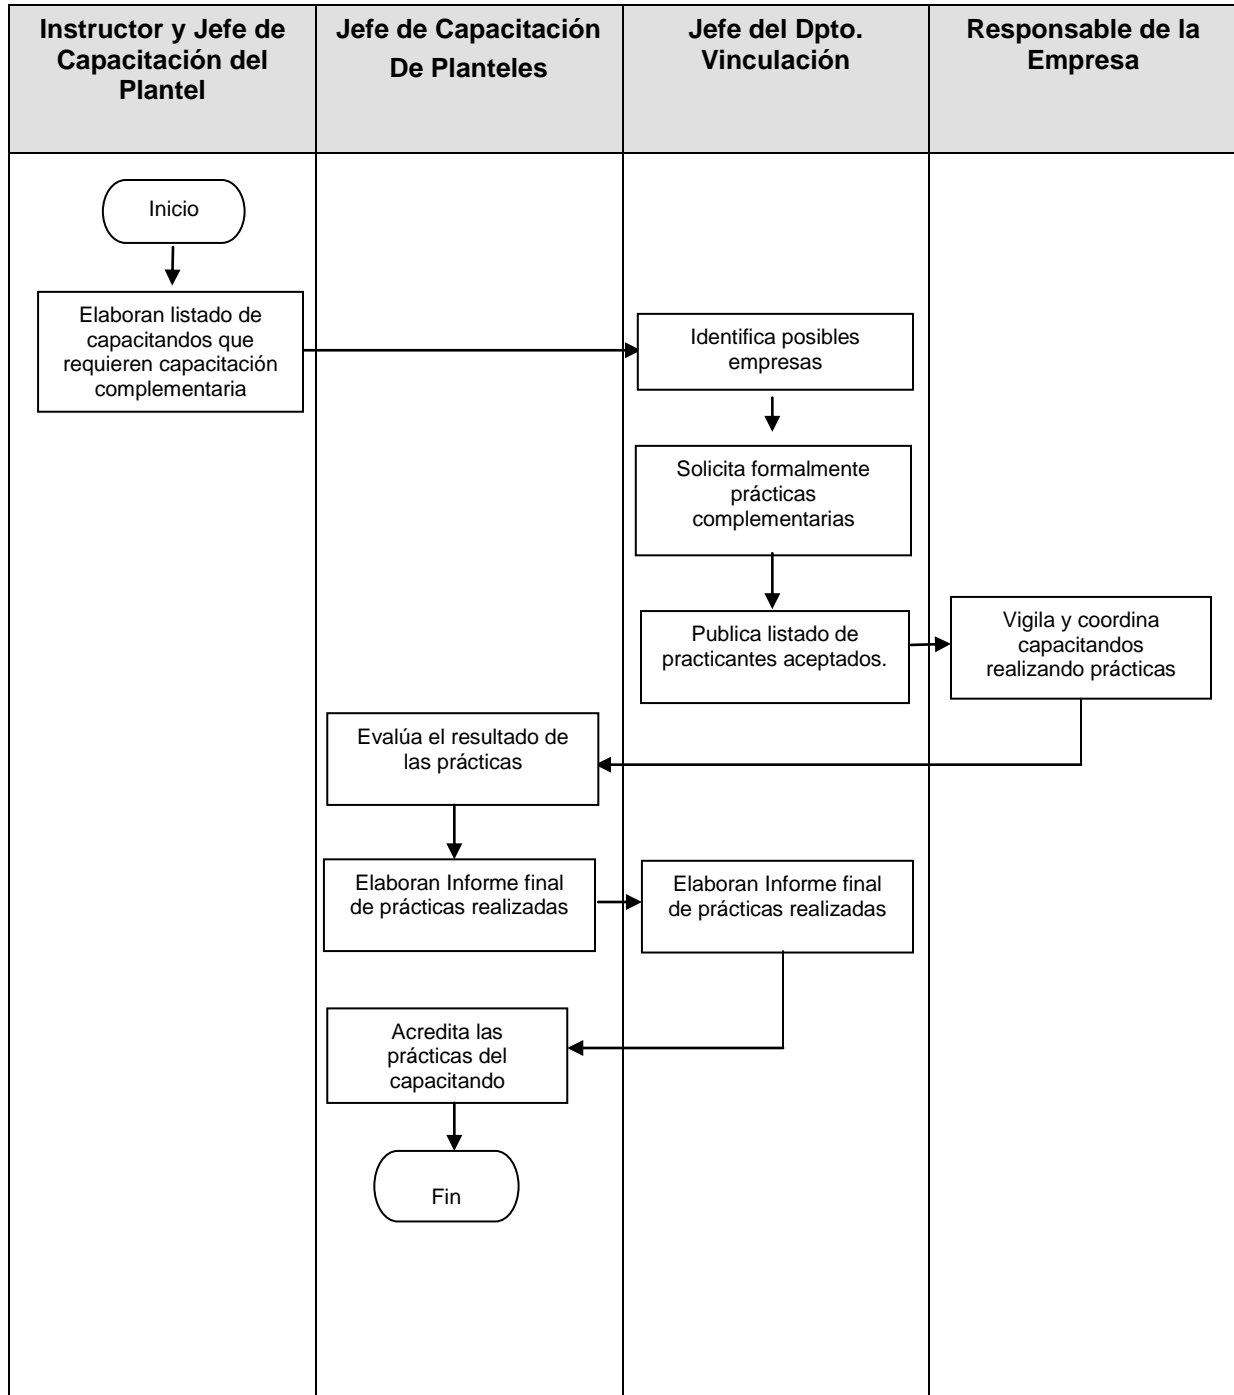 Instructor y Jefe de
Capacitación del
Plantel
Jefe de Capacitación
De Planteles
Jefe del Dpto.
Vinculación
Responsable de la
Empresa
Inicio
Elaboran listado de
capacitandos que
requieren capacitación
complementaria
Identifica posibles
empresas
Solicita formalmente
prácticas
complementarias
Publica listado de
practicantes aceptados.
Vigila y coordina
capacitandos
realizando prácticas
Evalúa el resultado de
las prácticas
Elaboran Informe final
de prácticas realizadas
Elaboran Informe final
de prácticas realizadas
Acredita las
prácticas del
capacitando
Fin